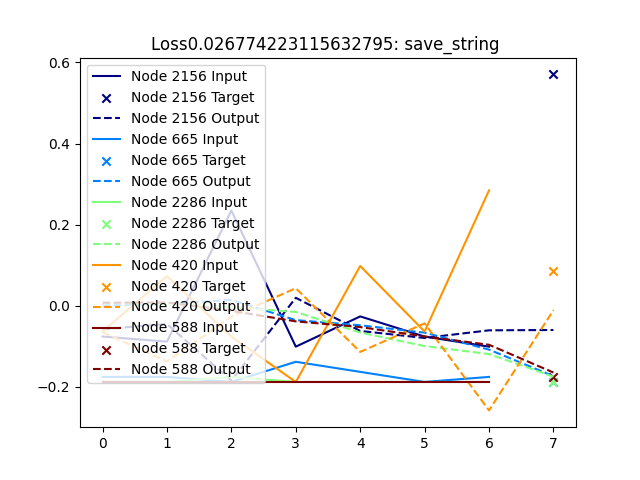 Loss0.026774223115632795: save_string
0.6
0.4
0.2
0.0
−0.2
Node 2156 Input
Node 2156 Target
Node 2156 Output
Node 665 Input
Node 665 Target
Node 665 Output
Node 2286 Input
Node 2286 Target
Node 2286 Output
Node 420 Input
Node 420 Target
Node 420 Output
Node 588 Input
Node 588 Target
Node 588 Output
0 1 2 3 4 5 6 7